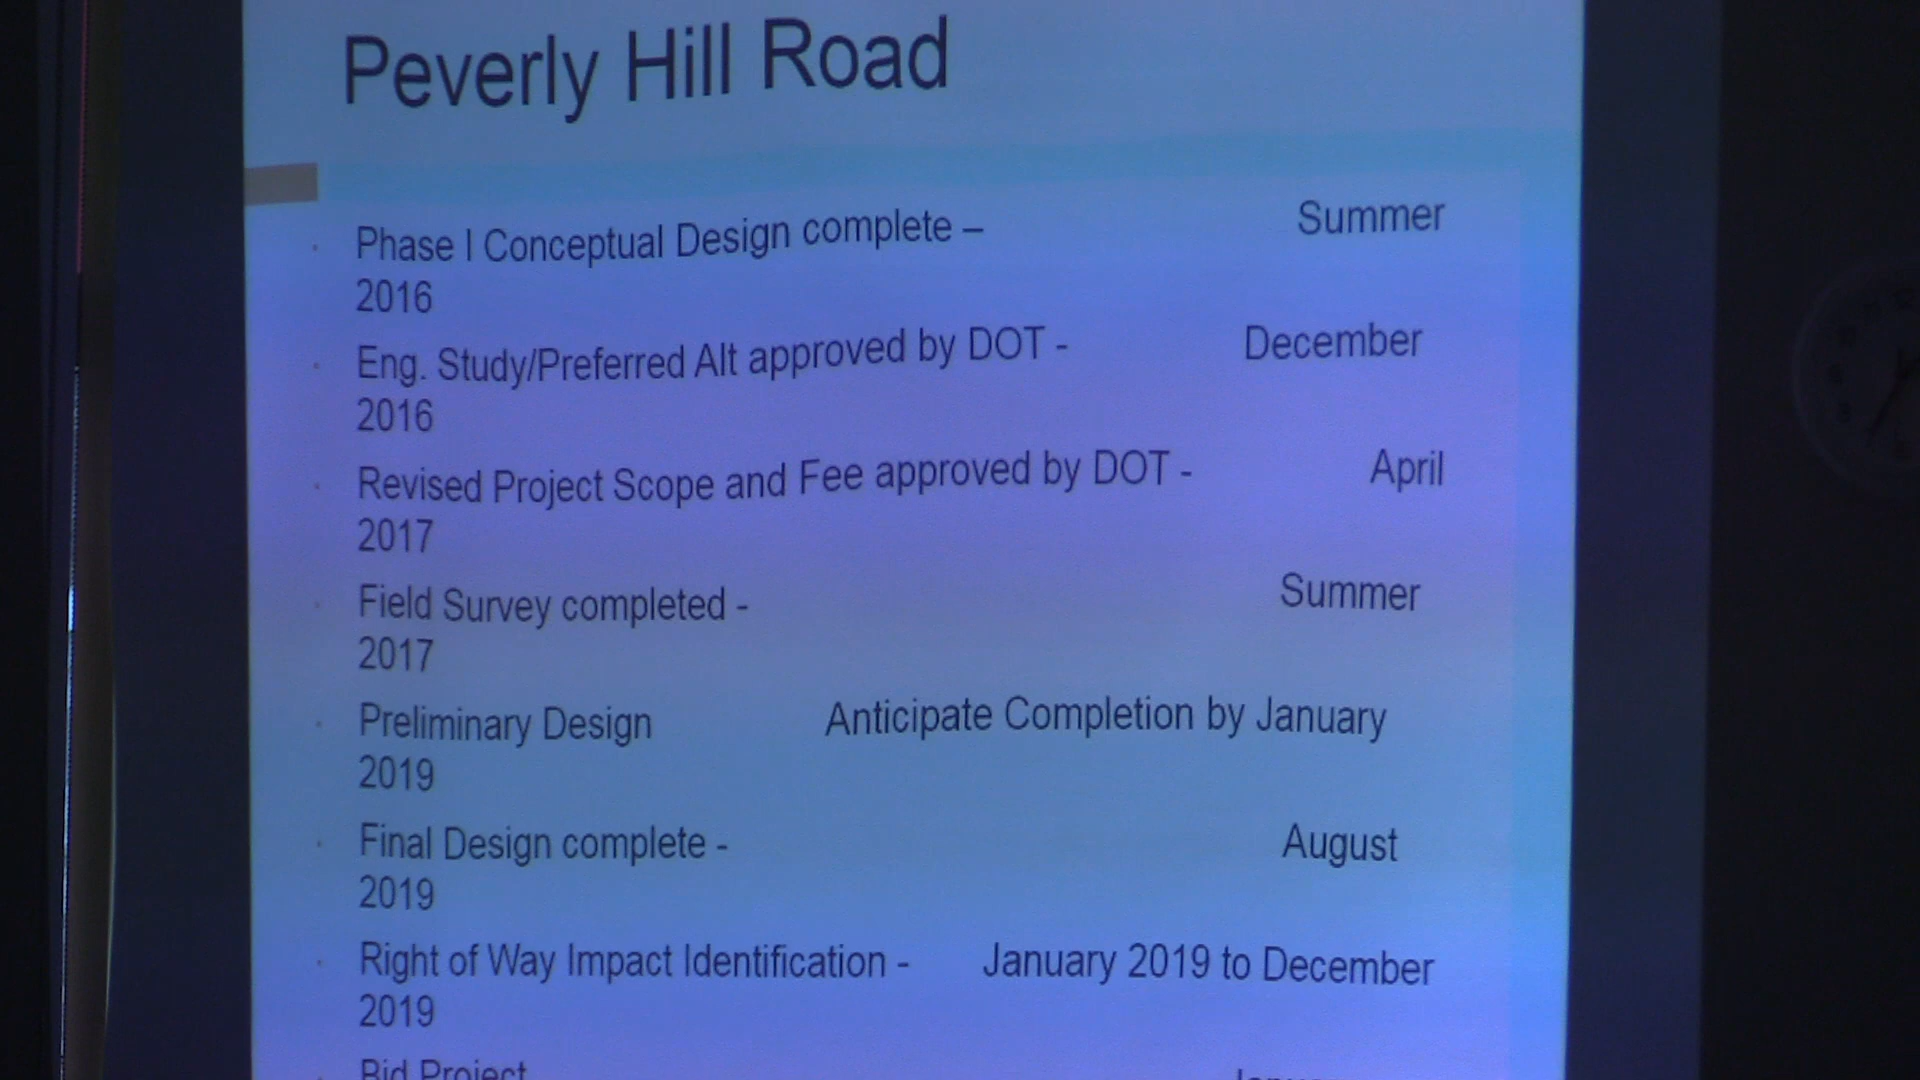 Peverly Hill Road
Phase I Conceptual Design complete – Summer
2016
Eng. Study/Preferred Alt approved by DOT - December
2016
Revised Project Scope and Fee approved by DOT - April
2017
Field Survey completed - Summer
2017
Preliminary Design Anticipate Completion by January
2019
Final Design complete - August
2019
Right of Way Impact Identification - January 2019 to December
2019
Bid Project